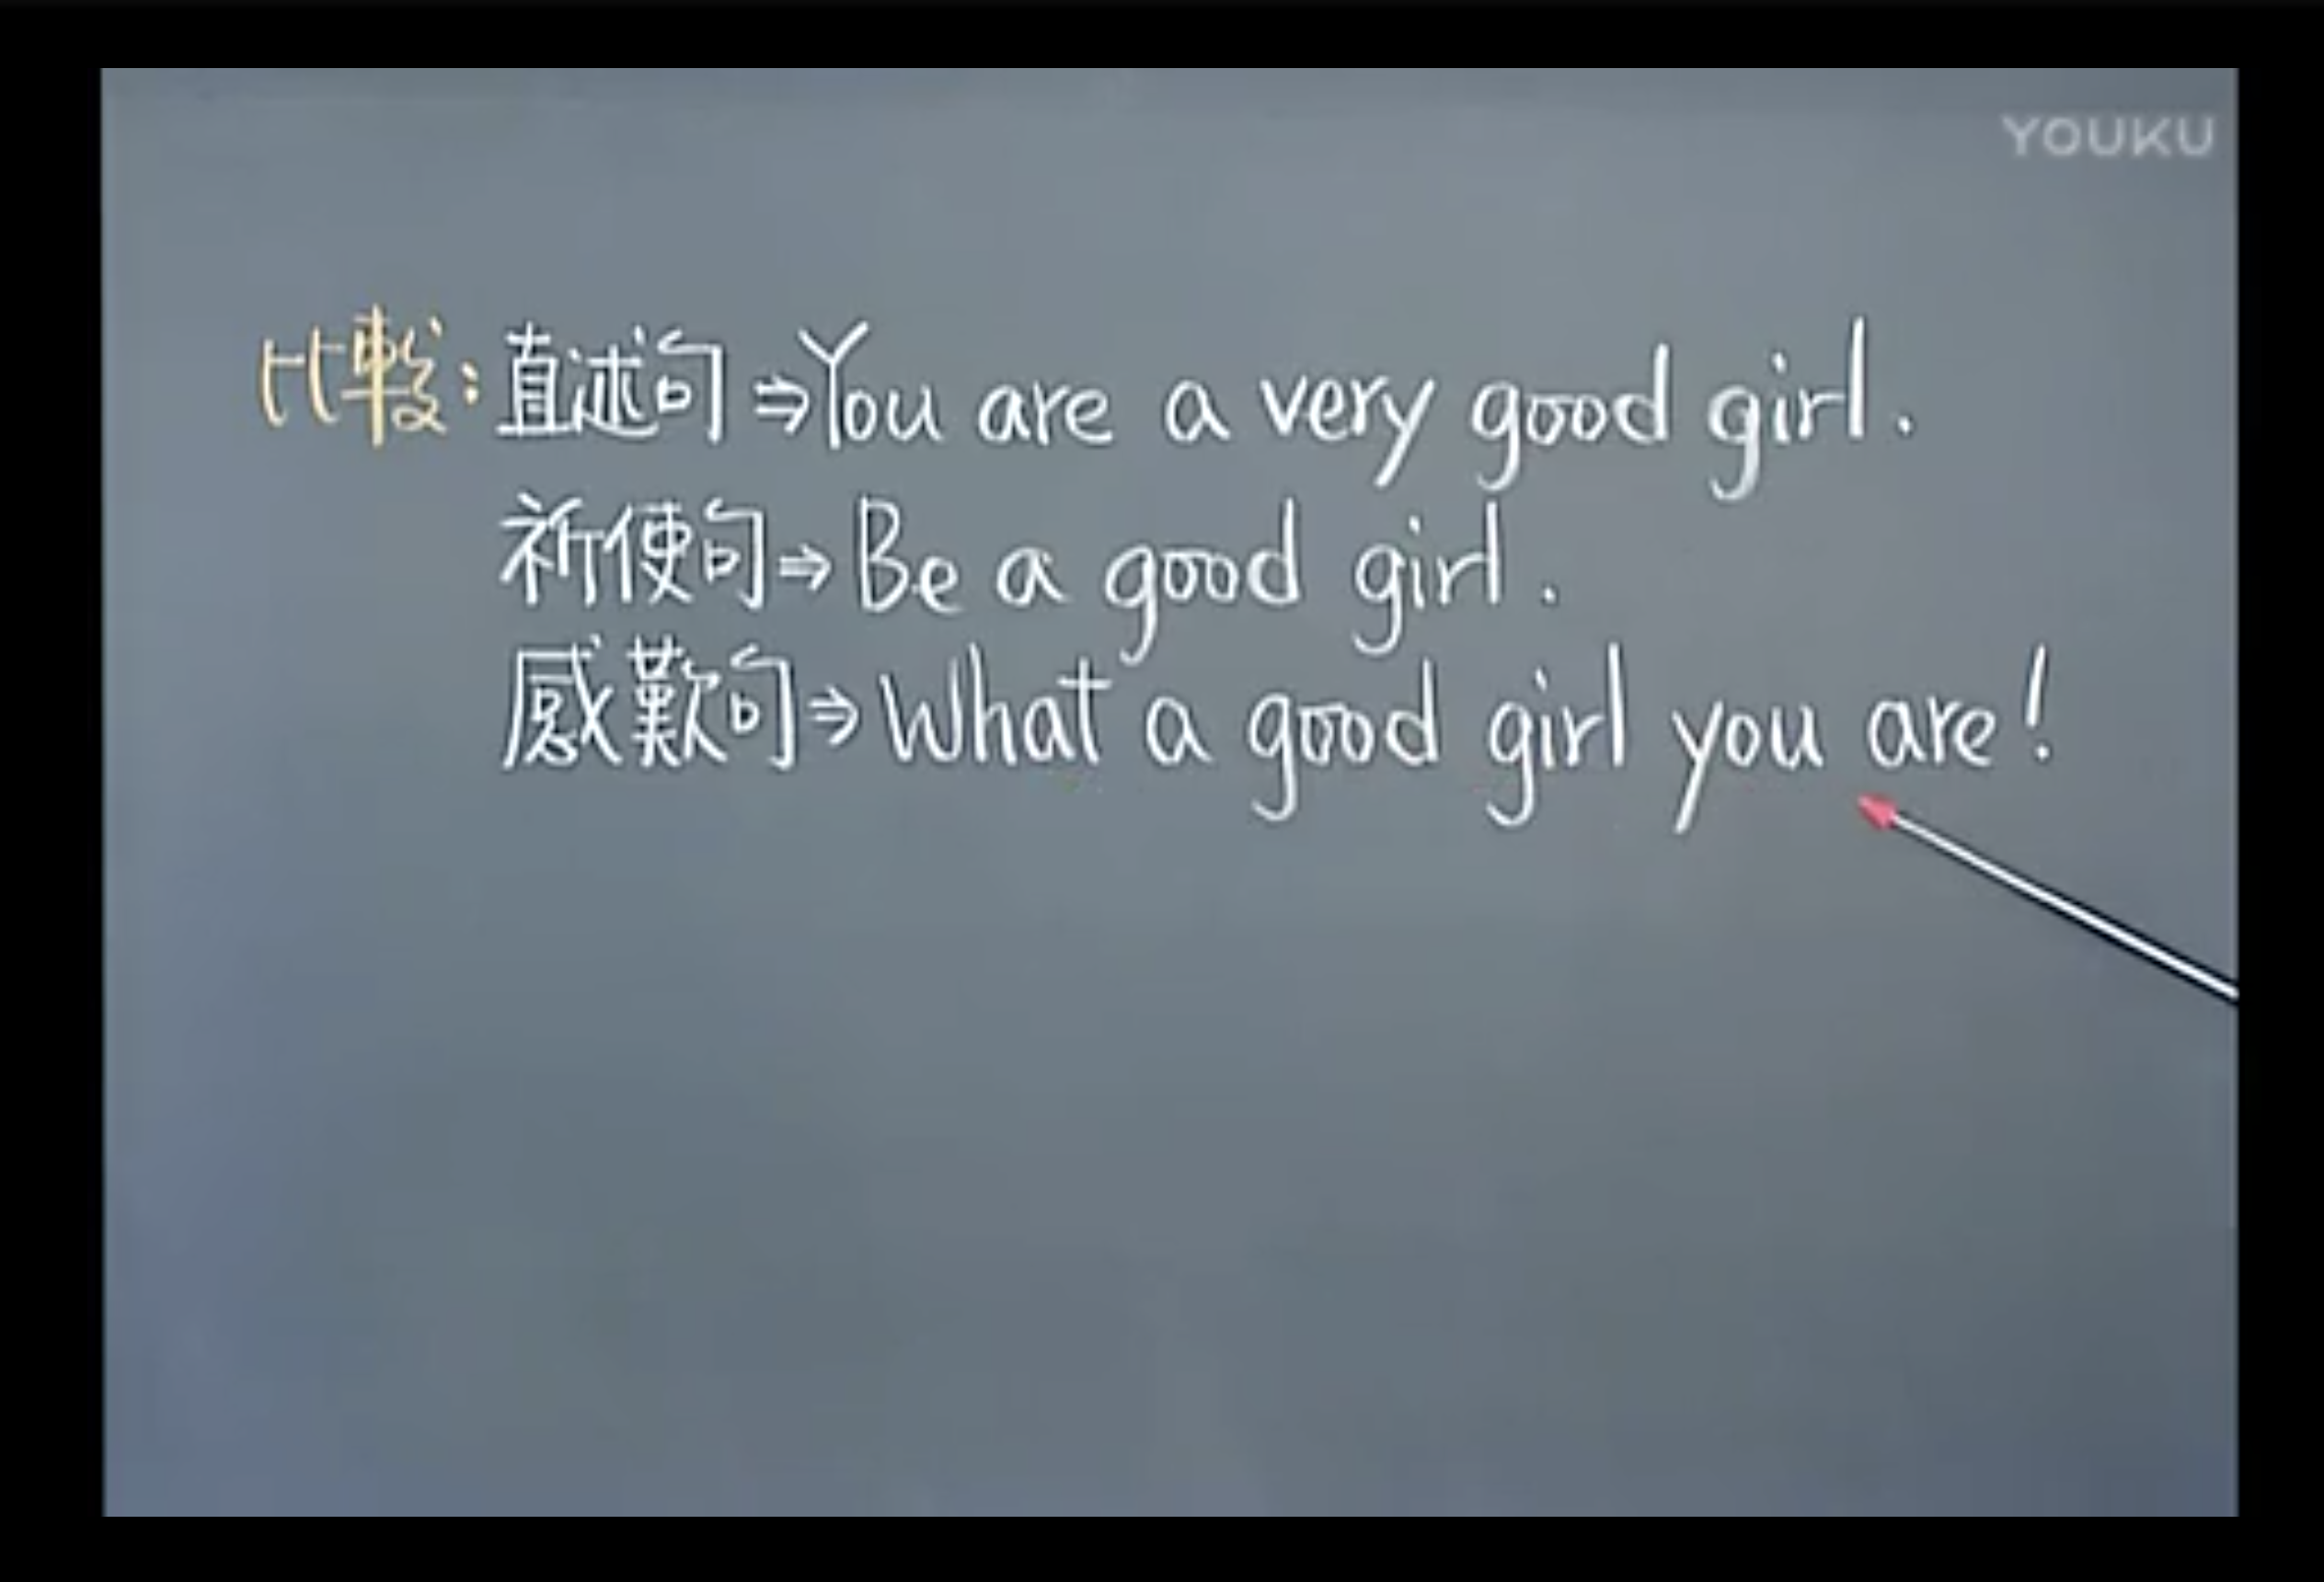 YOUKU
比較：直述句⇒You are a very good girl.
祈使句⇒Be a good girl.
感歎句⇒What a good girl you are!